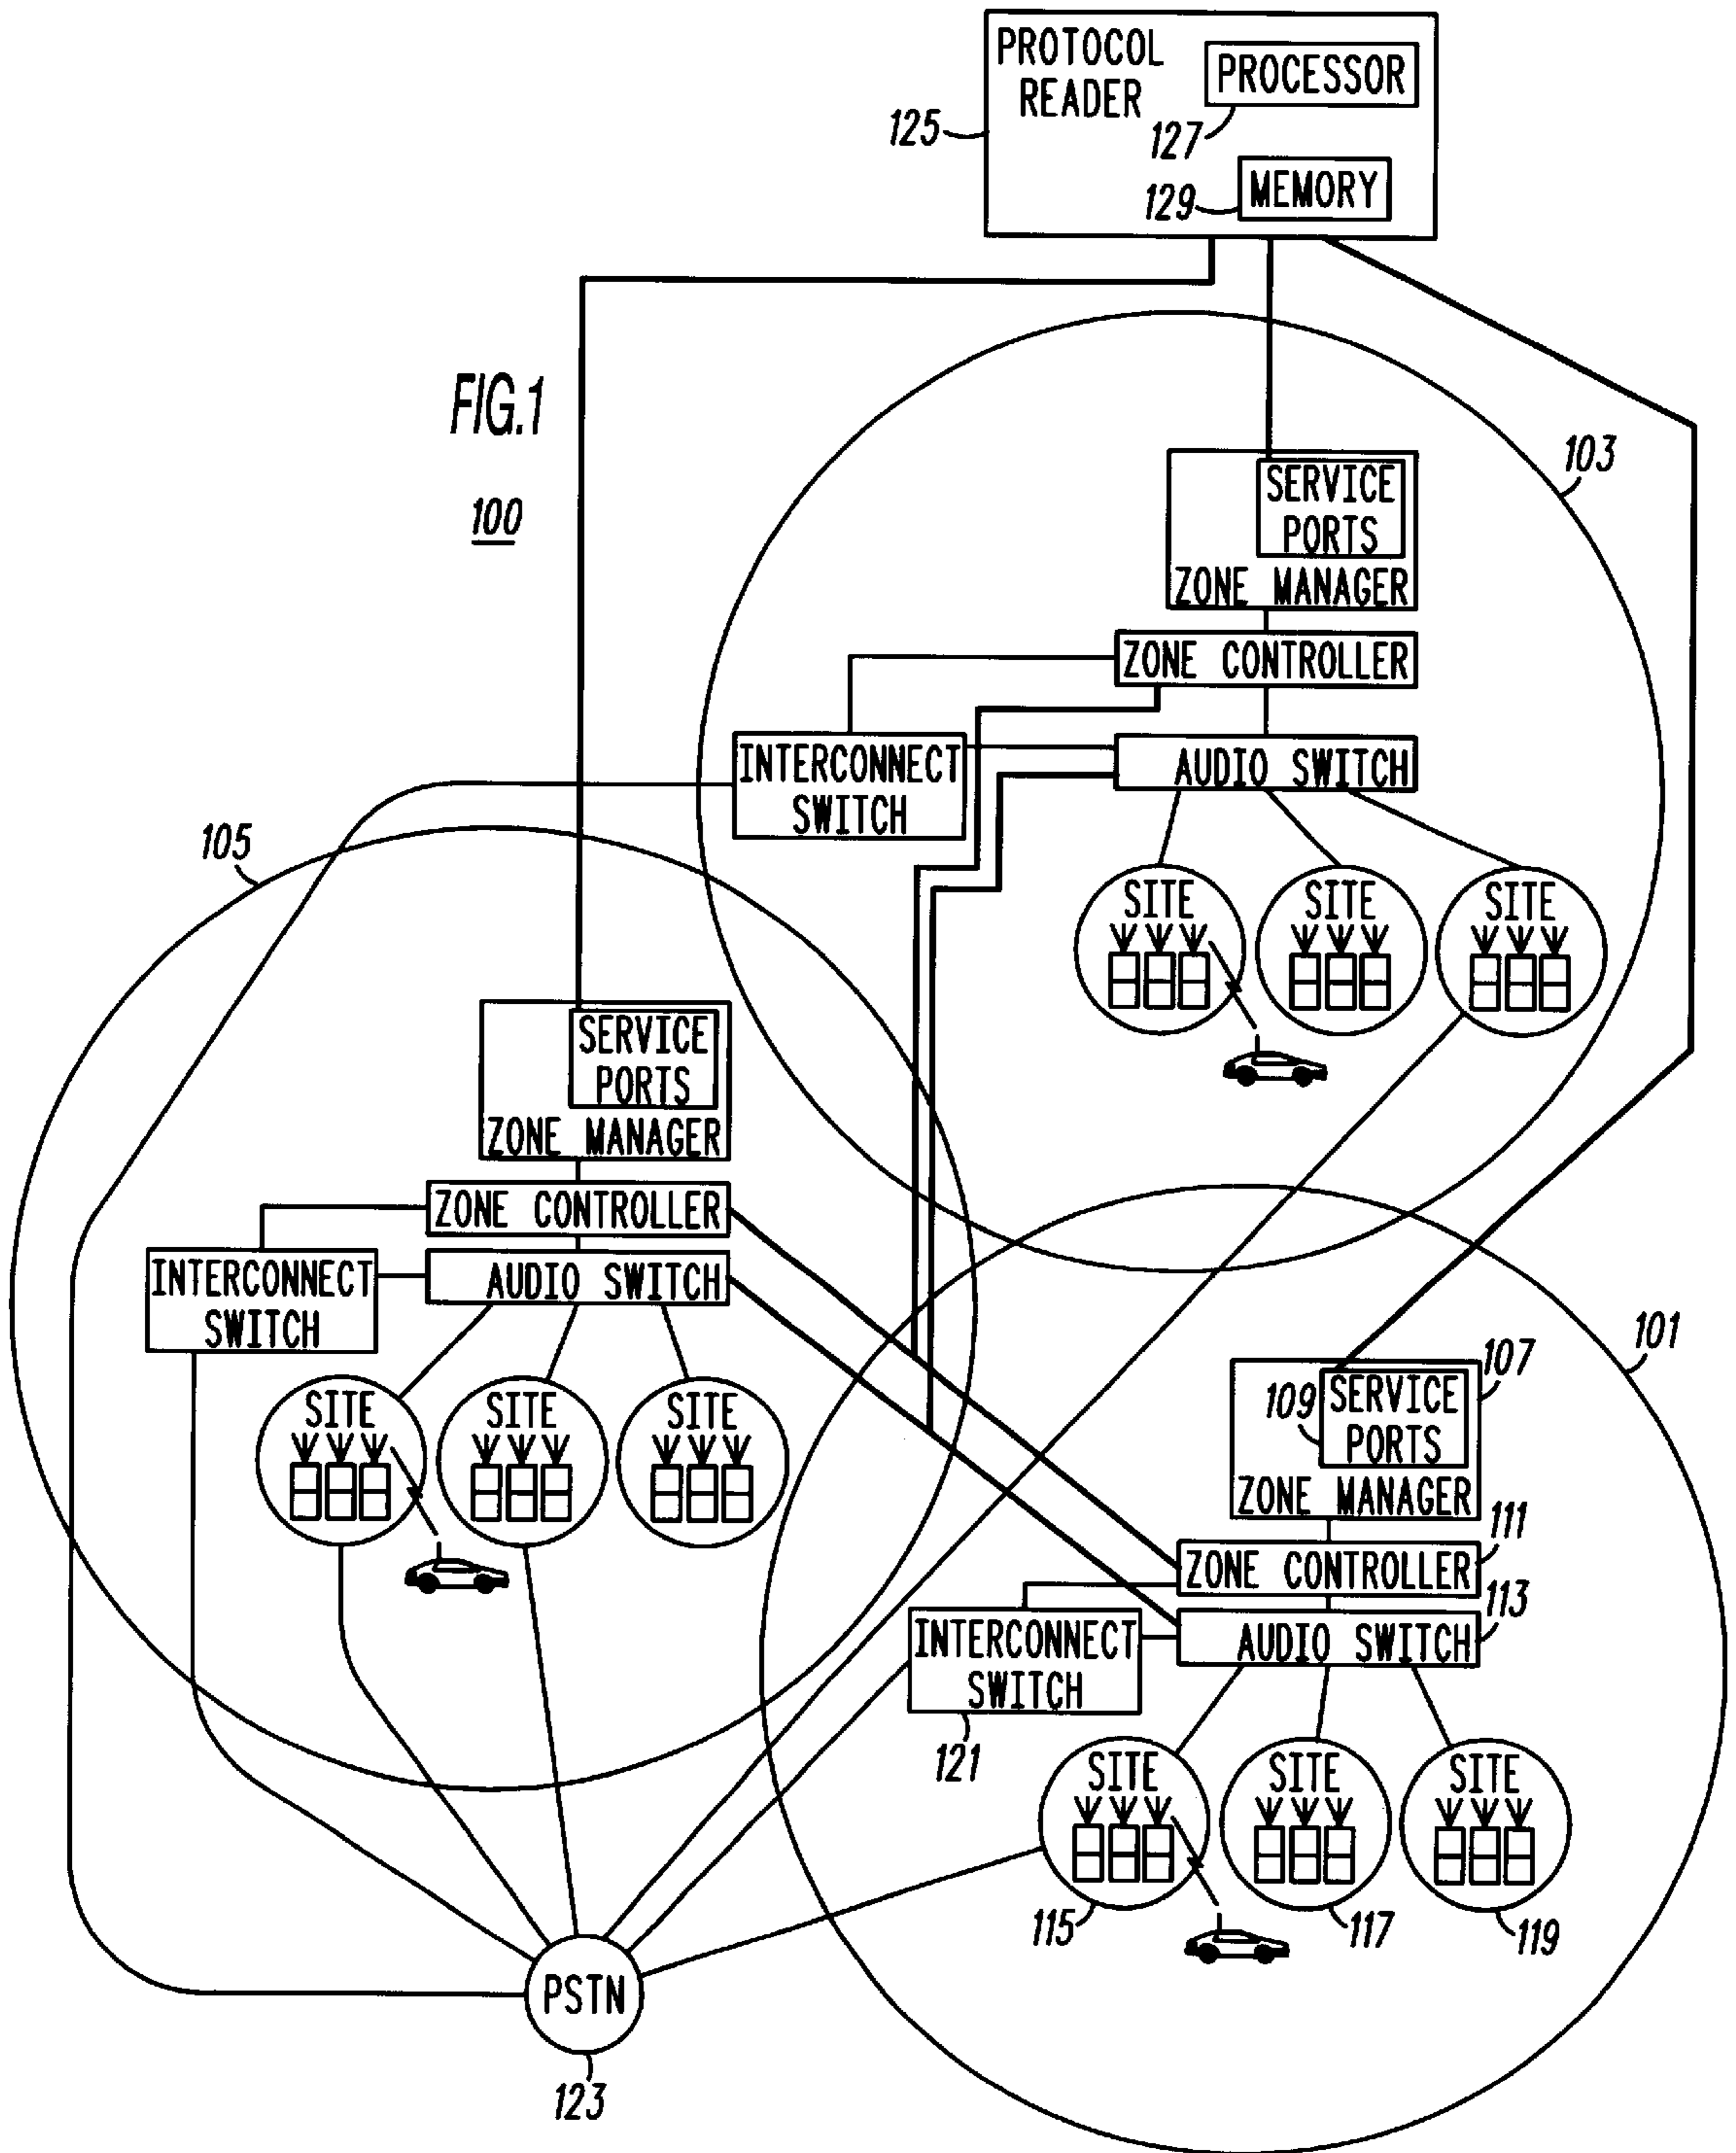 PROTOCOL
READER
PROCESSOR
125
127
MEMORY
129
FIG.1
100
103
SERVICE
PORTS
ZONE MANAGER
ZONE CONTROLLER
INTERCONNECT
SWITCH
AUDIO SWITCH
SITE
SITE
SITE
105
SERVICE
PORTS
ZONE MANAGER
ZONE CONTROLLER
INTERCONNECT
SWITCH
AUDIO SWITCH
SITE
SITE
SITE
101
107
109
SERVICE
PORTS
ZONE MANAGER
111
ZONE CONTROLLER
113
INTERCONNECT
SWITCH
AUDIO SWITCH
121
SITE
SITE
SITE
115
117
119
PSTN
123